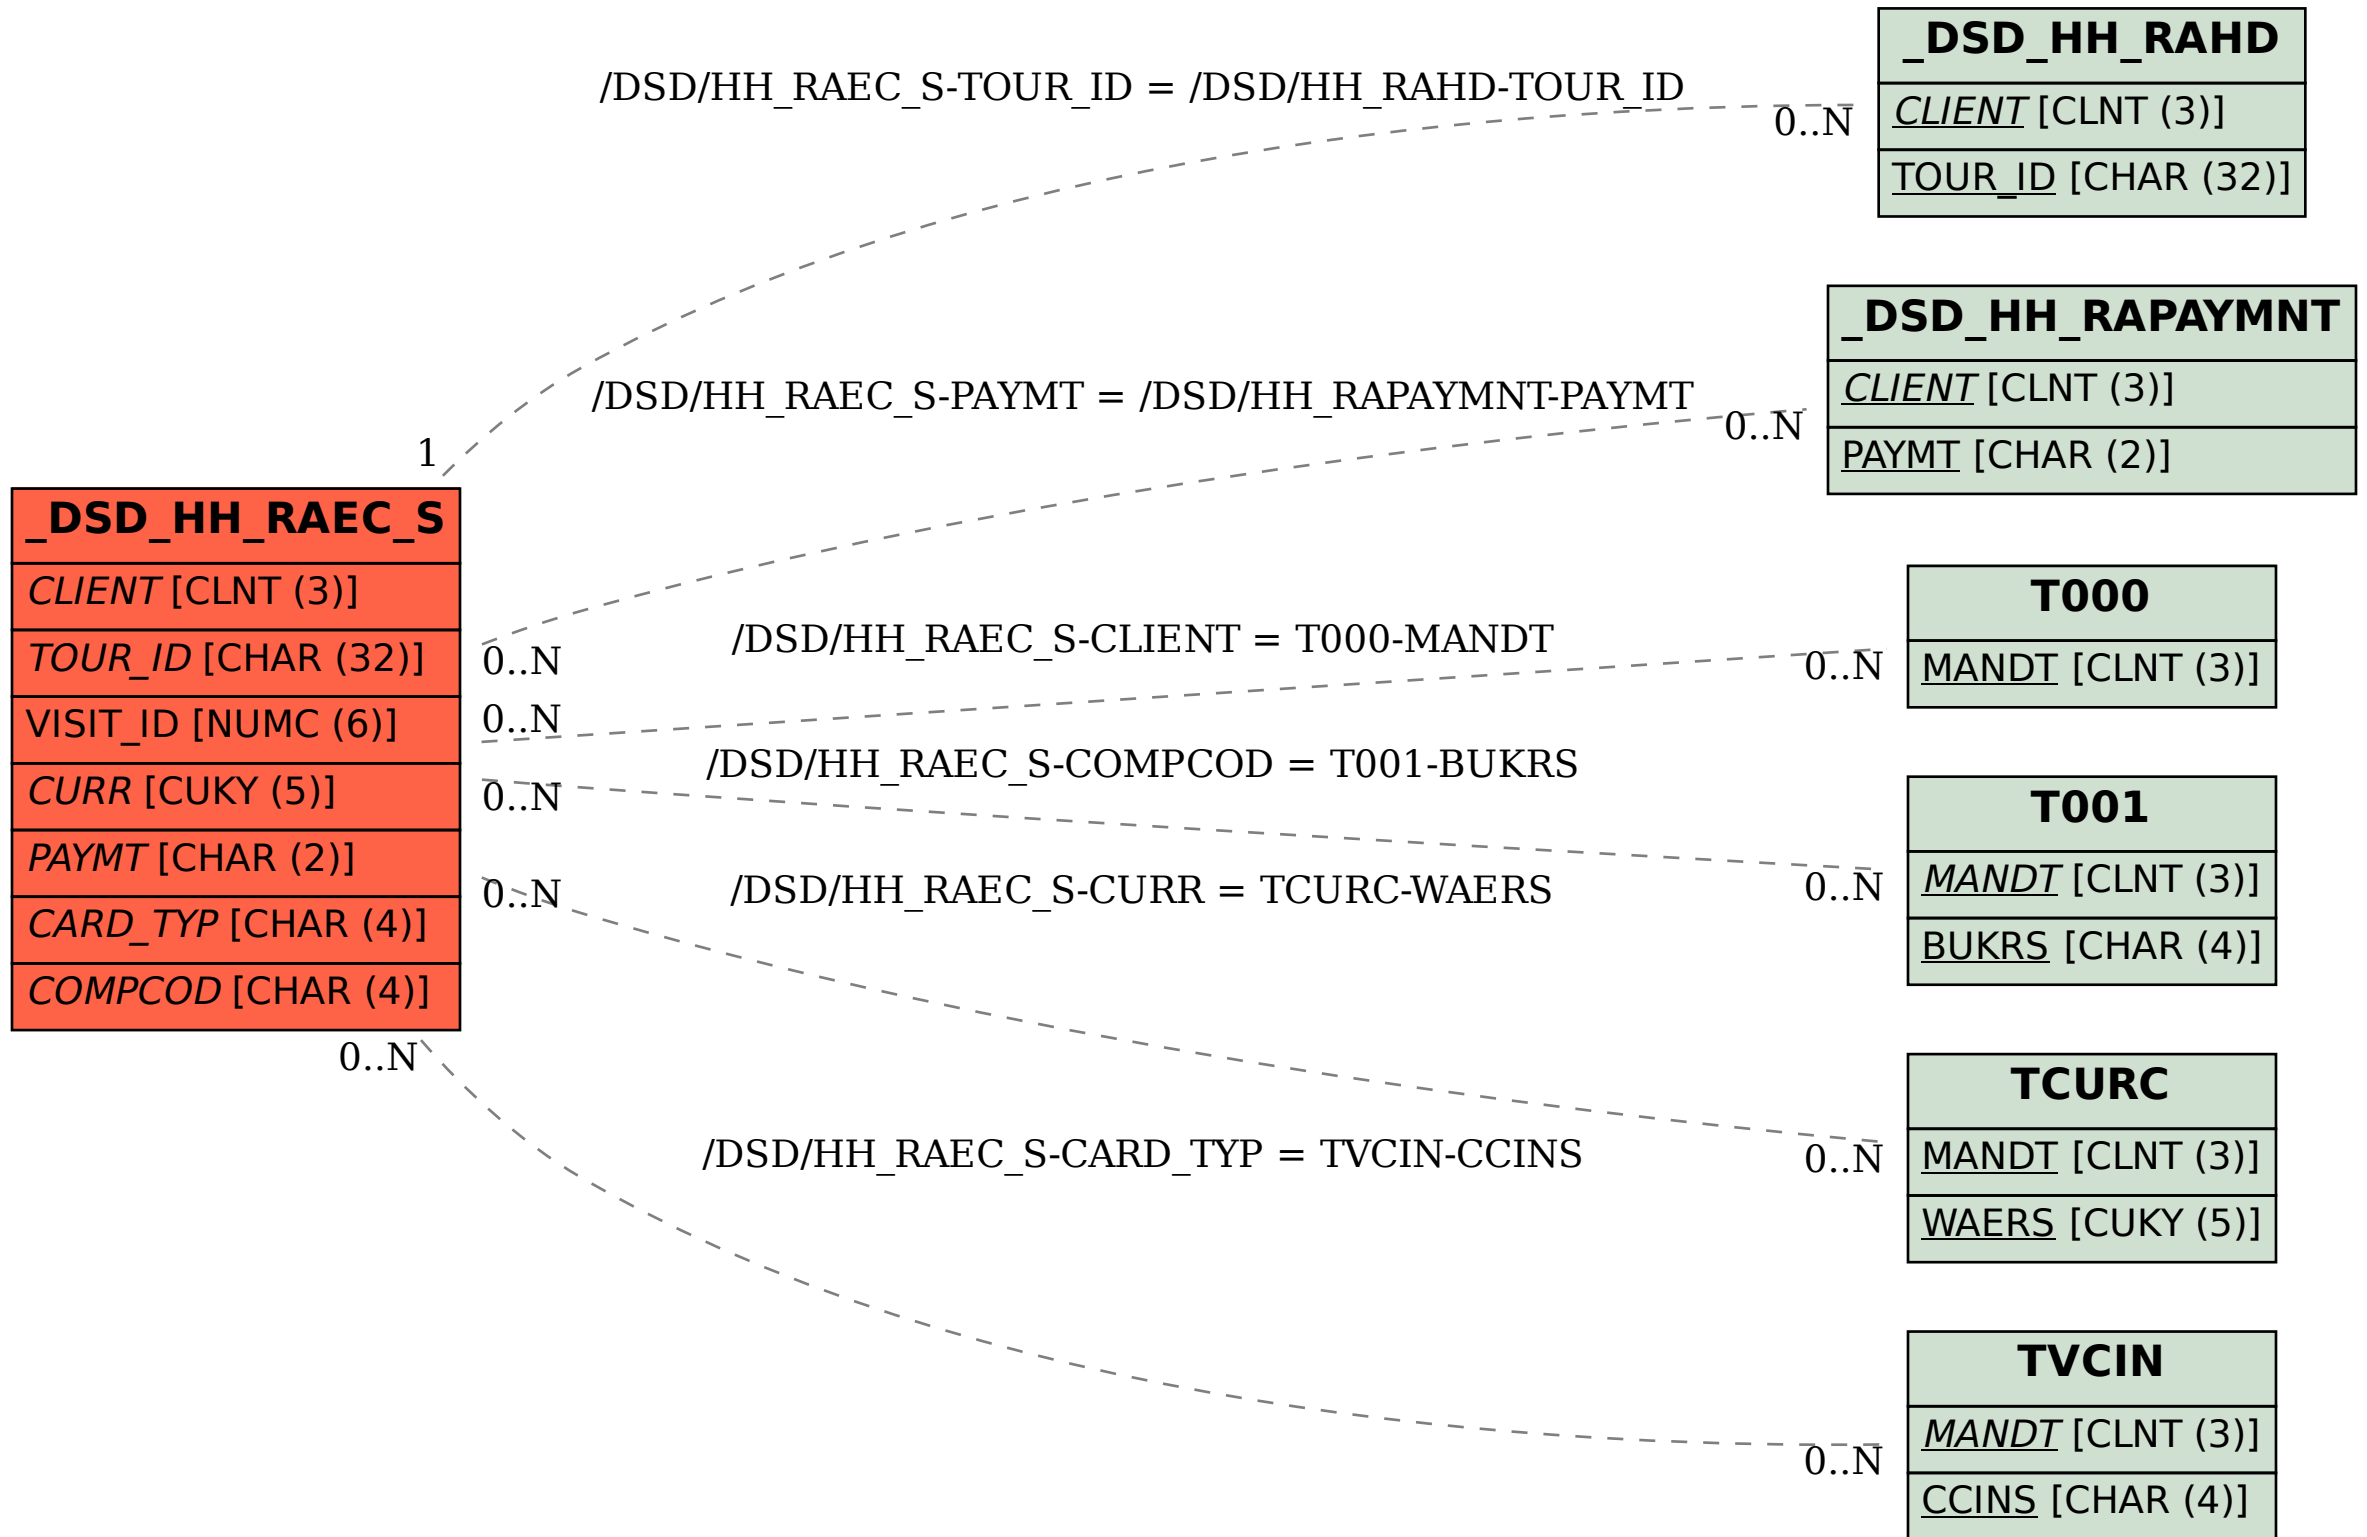 _DSD_HH_RAHD
CLIENT [CLNT (3)]
TOUR_ID [CHAR (32)]
/DSD/HH_RAEC_S-TOUR_ID = /DSD/HH_RAHD-TOUR_ID
0..N
1
_DSD_HH_RAPAYMNT
CLIENT [CLNT (3)]
PAYMT [CHAR (2)]
/DSD/HH_RAEC_S-PAYMT = /DSD/HH_RAPAYMNT-PAYMT
0..N
0..N
_DSD_HH_RAEC_S
CLIENT [CLNT (3)]
TOUR_ID [CHAR (32)]
VISIT_ID [NUMC (6)]
CURR [CUKY (5)]
PAYMT [CHAR (2)]
CARD_TYP [CHAR (4)]
COMPCOD [CHAR (4)]
/DSD/HH_RAEC_S-CLIENT = T000-MANDT
0..N
0..N
T000
MANDT [CLNT (3)]
/DSD/HH_RAEC_S-COMPCOD = T001-BUKRS
0..N
0..N
T001
MANDT [CLNT (3)]
BUKRS [CHAR (4)]
/DSD/HH_RAEC_S-CURR = TCURC-WAERS
0..N
0..N
TCURC
MANDT [CLNT (3)]
WAERS [CUKY (5)]
/DSD/HH_RAEC_S-CARD_TYP = TVCIN-CCINS
0..N
0..N
TVCIN
MANDT [CLNT (3)]
CCINS [CHAR (4)]